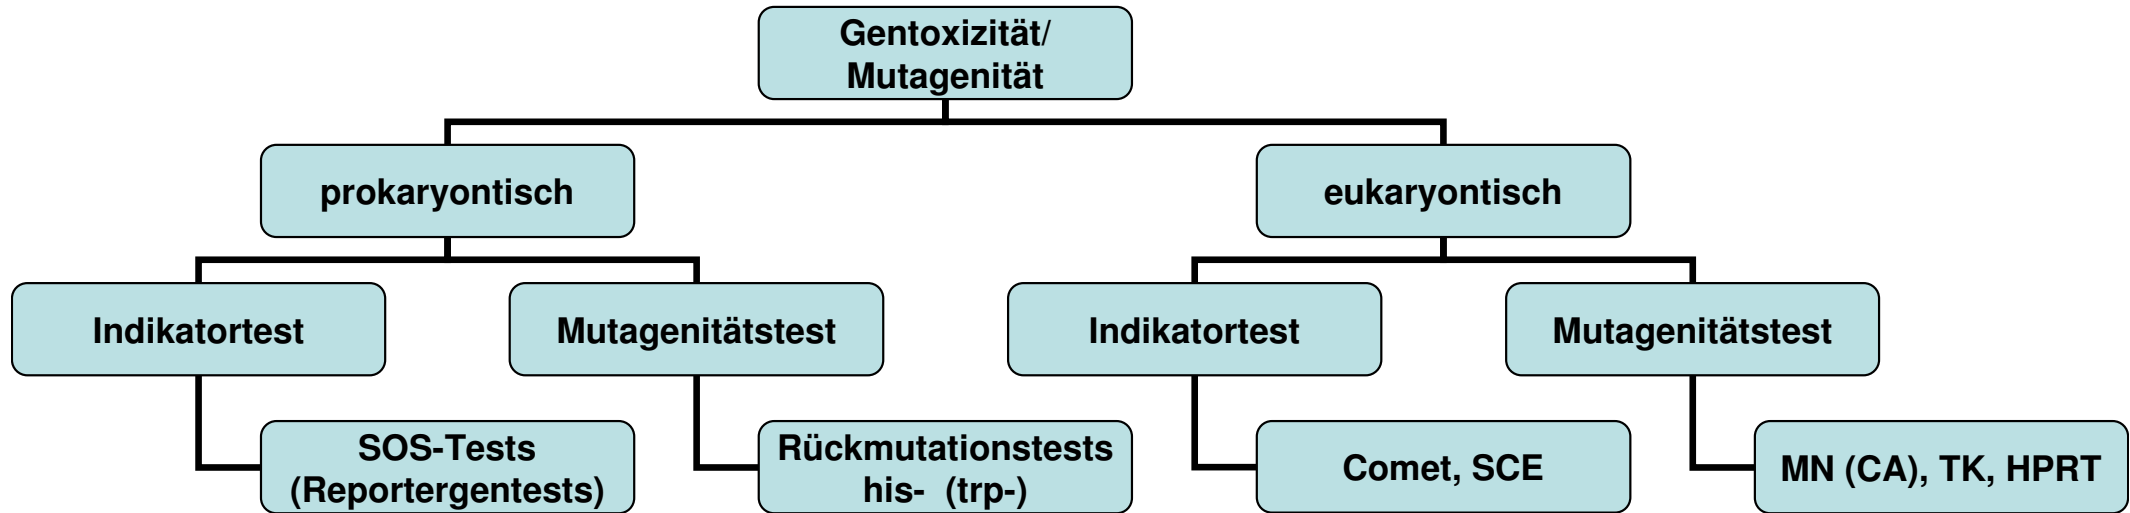 Gentoxizität/
Mutagenität
prokaryontisch
eukaryontisch
Indikatortest
Mutagenitätstest
Indikatortest
Mutagenitätstest
SOS-Tests
(Reportergentests)
Rückmutationstests
his- (trp-)
Comet, SCE
MN (CA), TK, HPRT